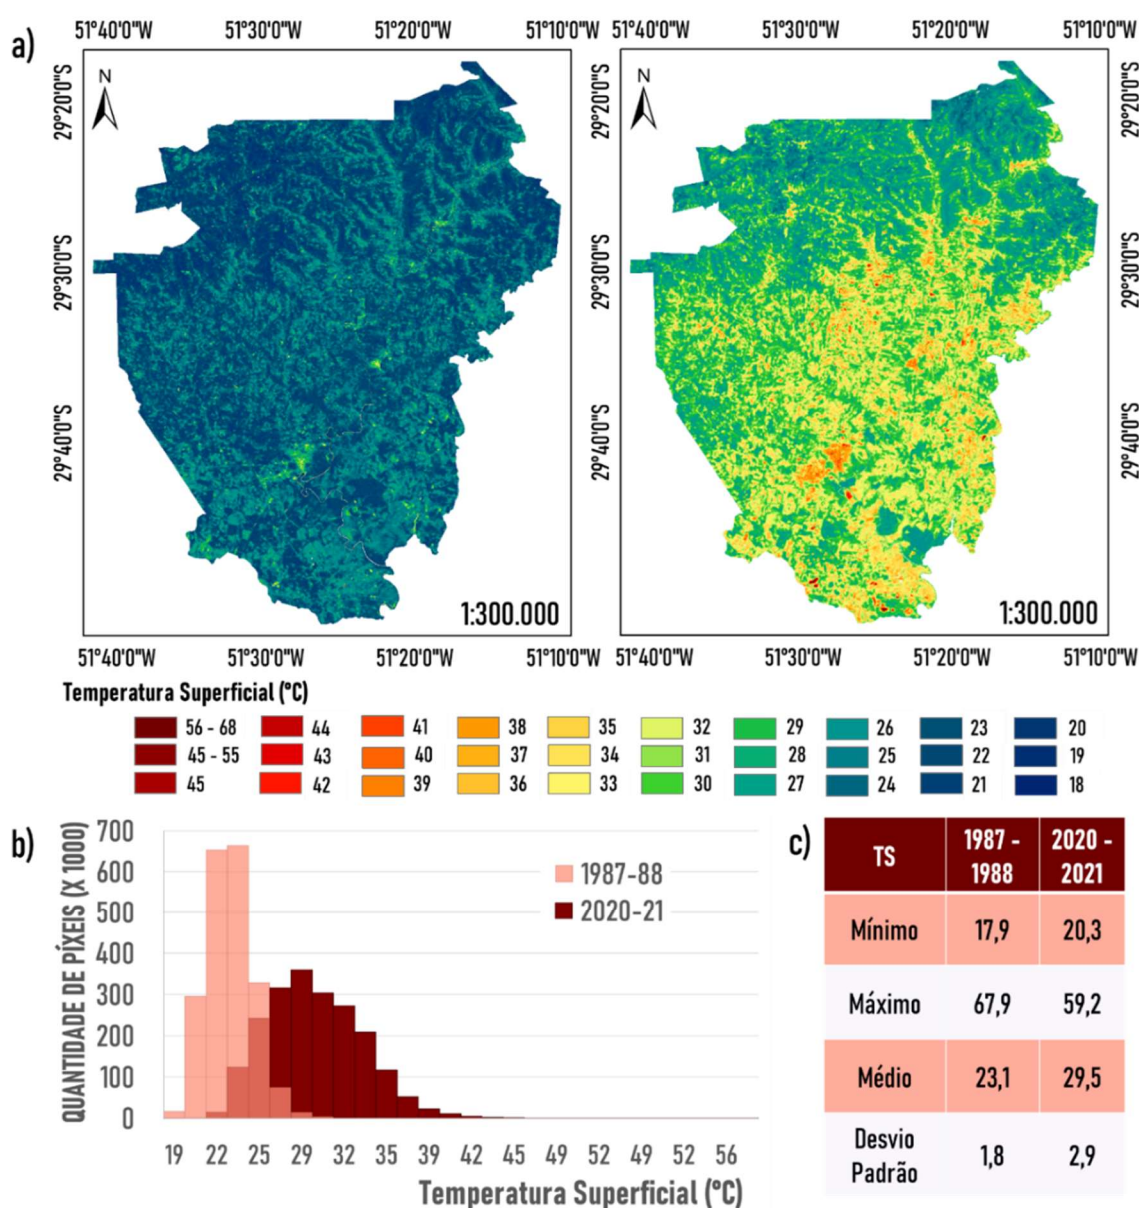 51°40'0"W 51°30'0"W 51°20'0"W 51°10'0"W 51°40'0"W 51°30'0"W 51°20'0"W 51°10'0"W
a)
N
N
29°20'0"S
29°20'0"S
29°20'0"S
29°30'0"S
29°30'0"S
29°30'0"S
29°40'0"S
29°40'0"S
29°40'0"S
1:300.000
1:300.000
51°40'0"W 51°30'0"W 51°20'0"W 51°10'0"W 51°40'0"W 51°30'0"W 51°20'0"W 51°10'0"W
Temperatura Superficial (°C)
56 - 68 44 41 38 35 32 29 26 23 20
45 - 55 43 40 37 34 31 28 25 22 19
45 42 39 36 33 30 27 24 21 18
b)
QUANTIDADE DE PÍXEIS (X 1000)
700
600
500
400
300
200
100
0
1987-88
2020-21
19 22 25 29 32 35 39 42 45 49 52 49 52 56
Temperatura Superficial (°C)
c)
TS 1987 - 1988 2020 - 2021
Mínimo 17,9 20,3
Máximo 67,9 59,2
Médio 23,1 29,5
Desvio Padrão 1,8 2,9